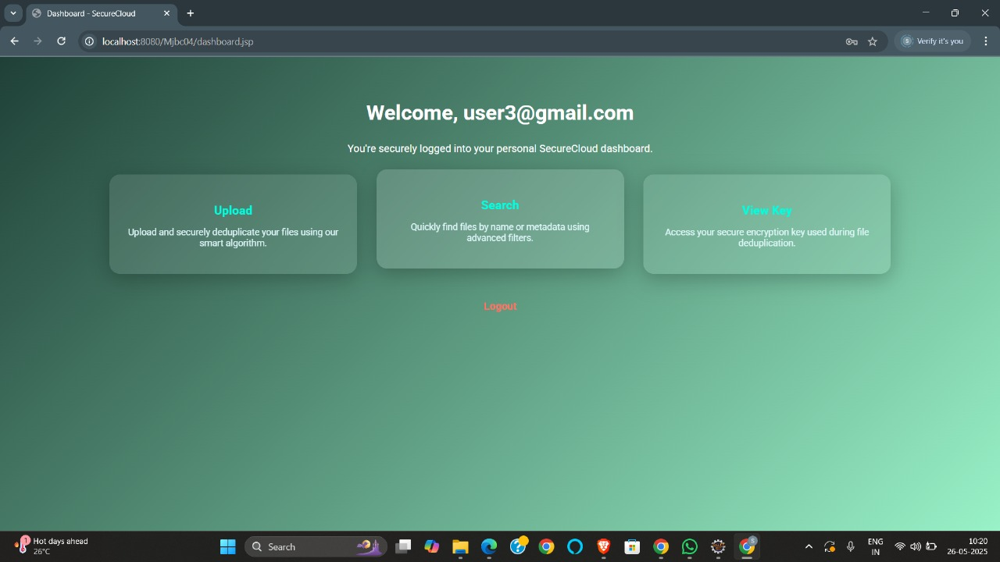 Dashboard - SecureCloud
localhost:8080/Mjbc04/dashboard.jsp
S
Verify it's you
Welcome, user3@gmail.com
You're securely logged into your personal SecureCloud dashboard.
Upload
Upload and securely deduplicate your files using our
smart algorithm.
Search
Quickly find files by name or metadata using
advanced filters.
View Key
Access your secure encryption key used during file
deduplication.
Logout
1
Hot days ahead
26°C
Search
S
ENG
IN
10:20
26-05-2025